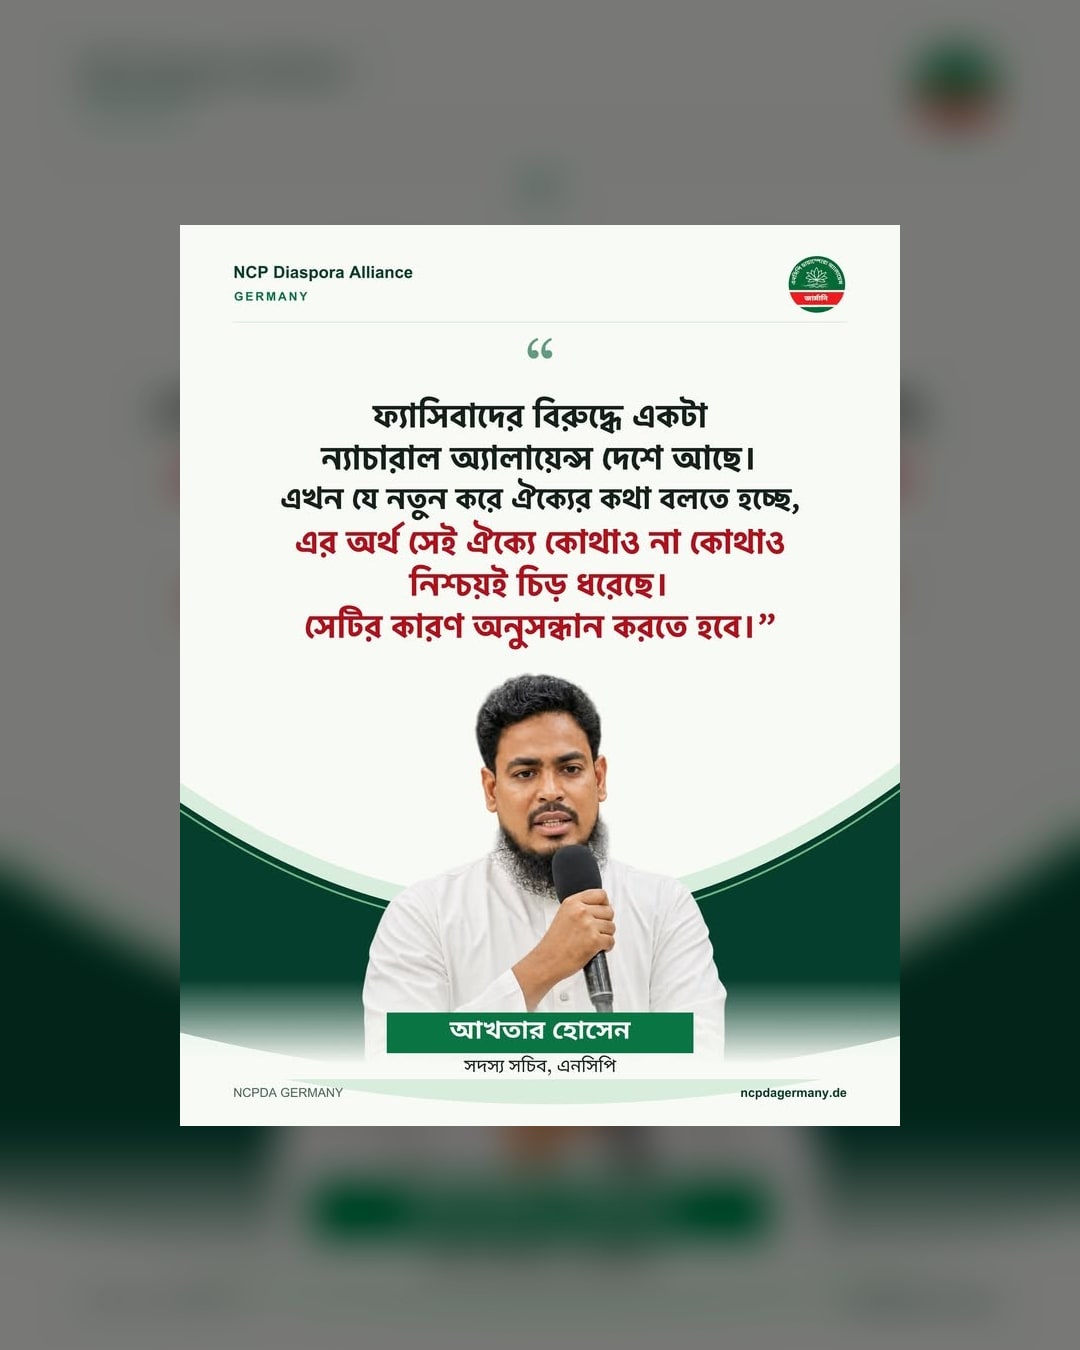 NCP Diaspora Alliance
GERMANY
এনসিপি ডায়াস্পোরা অ্যালায়েন্স
জার্মানি
“
ফ্যাসিবাদের বিরুদ্ধে একটা
ন্যাচারাল অ্যালায়েন্স দেশে আছে।
এখন যে নতুন করে ঐক্যের কথা বলতে হচ্ছে,
এর অর্থ সেই ঐক্যে কোথাও না কোথাও
নিশ্চয়ই চিড় ধরেছে।
সেটির কারণ অনুসন্ধান করতে হবে।”
আখতার হোসেন
সদস্য সচিব, এনসিপি
NCPDA GERMANY
ncpdagermany.de